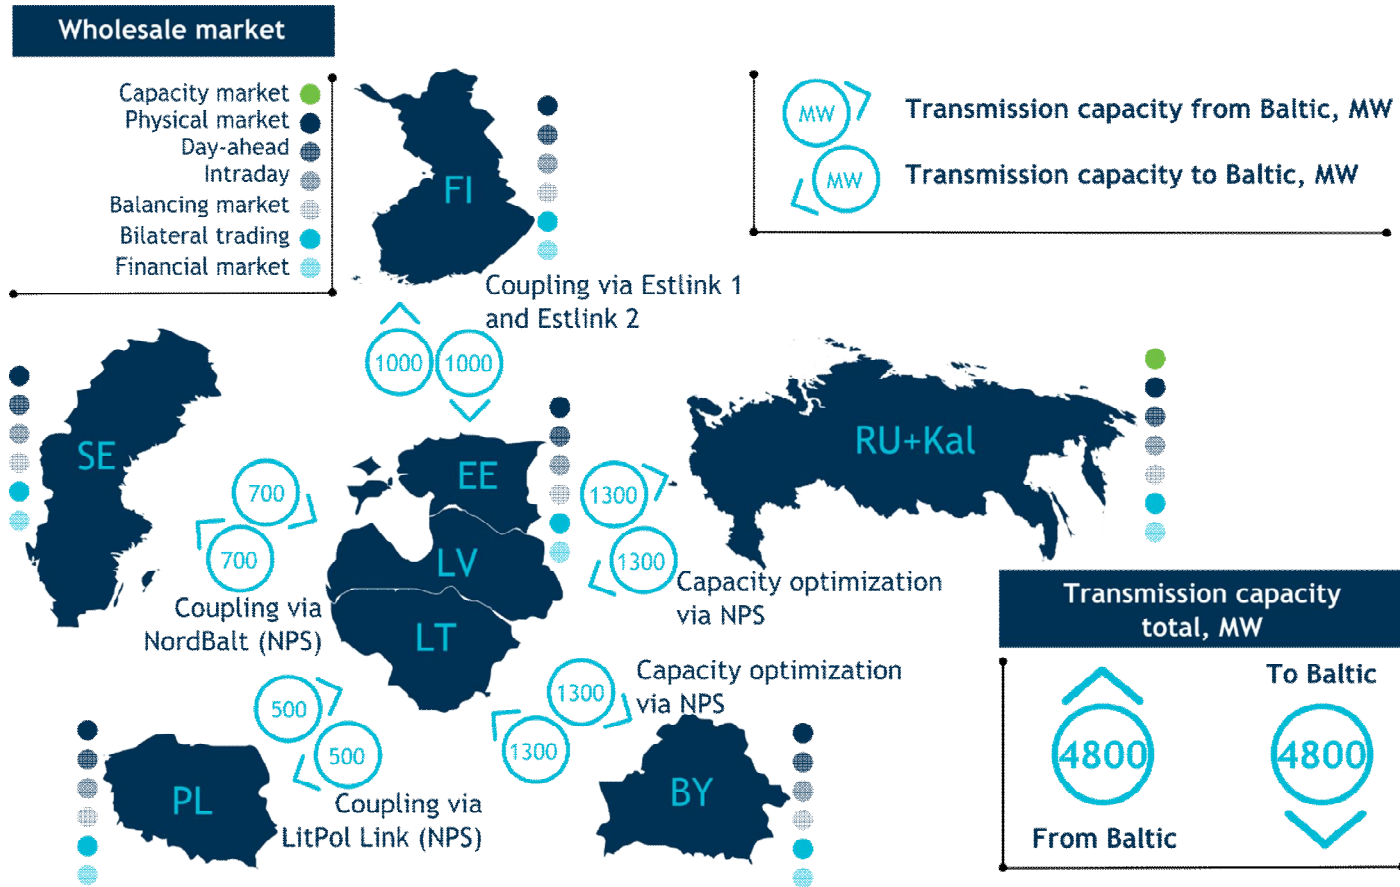 Wholesale market
Capacity market
Physical market
Day-ahead
Intraday
Balancing market
Bilateral trading
Financial market
MW
Transmission capacity from Baltic, MW
MW
Transmission capacity to Baltic, MW
FI
Coupling via Estlink 1
and Estlink 2
1000
1000
SE
EE
RU+Kal
700
700
1300
1300
LV
Capacity optimization
via NPS
Coupling via
NordBalt (NPS)
LT
Capacity optimization
via NPS
500
500
1300
1300
PL
BY
Coupling via
LitPol Link (NPS)
Transmission capacity
total, MW
To Baltic
4800
4800
From Baltic